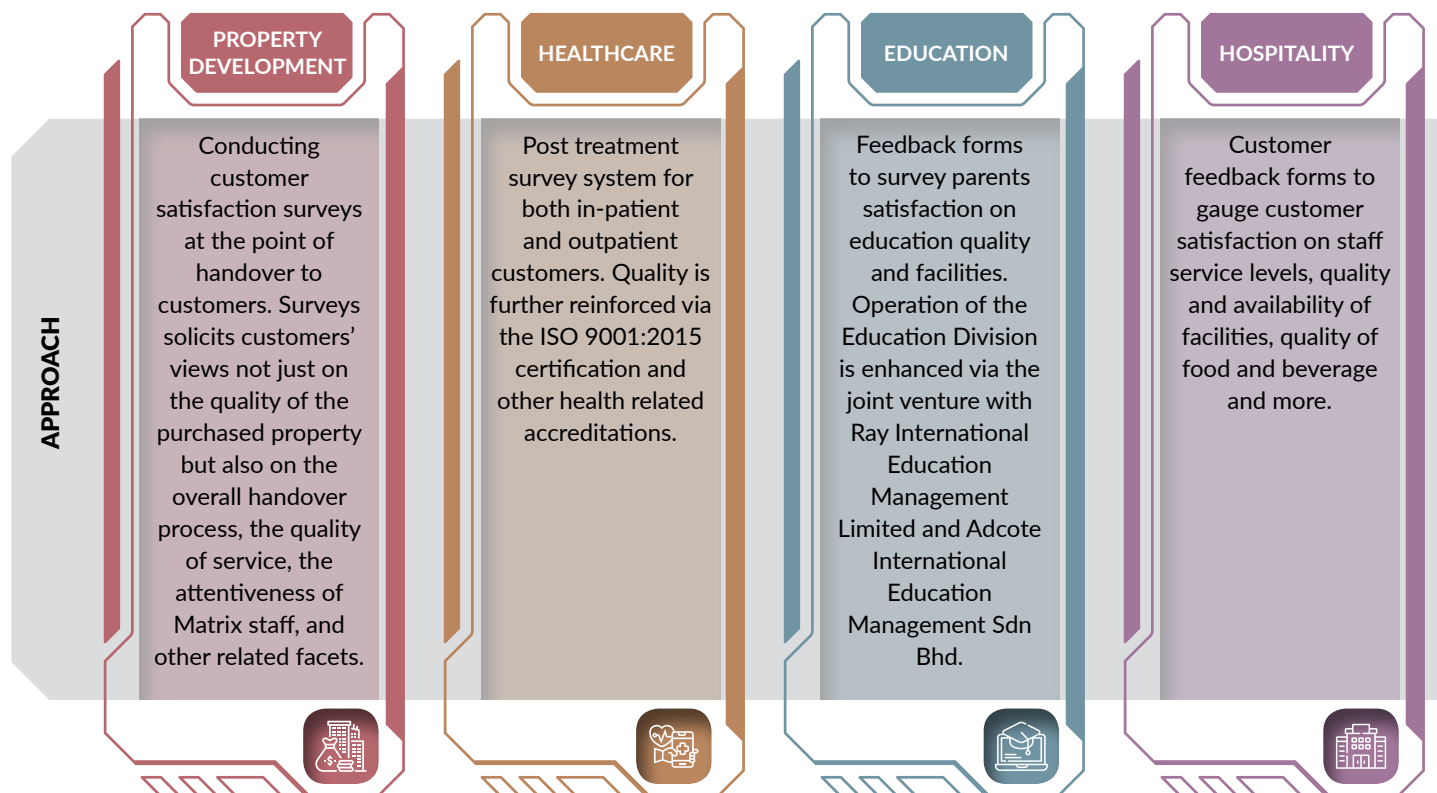 PROPERTY
DEVELOPMENT
Conducting
customer
satisfaction surveys
at the point of
handover to
customers. Surveys
solicits customers’
views not just on
the quality of the
purchased property
but also on the
overall handover
process, the quality
of service, the
attentiveness of
Matrix staff, and
other related facets.
HEALTHCARE
Post treatment
survey system for
both in-patient
and outpatient
customers. Quality is
further reinforced via
the ISO 9001:2015
certification and
other health related
accreditations.
EDUCATION
Feedback forms
to survey parents
satisfaction on
education quality
and facilities.
Operation of the
Education Division
is enhanced via the
joint venture with
Ray International
Education
Management
Limited and Adcote
International
Education
Management Sdn
Bhd.
HOSPITALITY
Customer
feedback forms to
gauge customer
satisfaction on staff
service levels, quality
and availability of
facilities, quality of
food and beverage
and more.
APPROACH